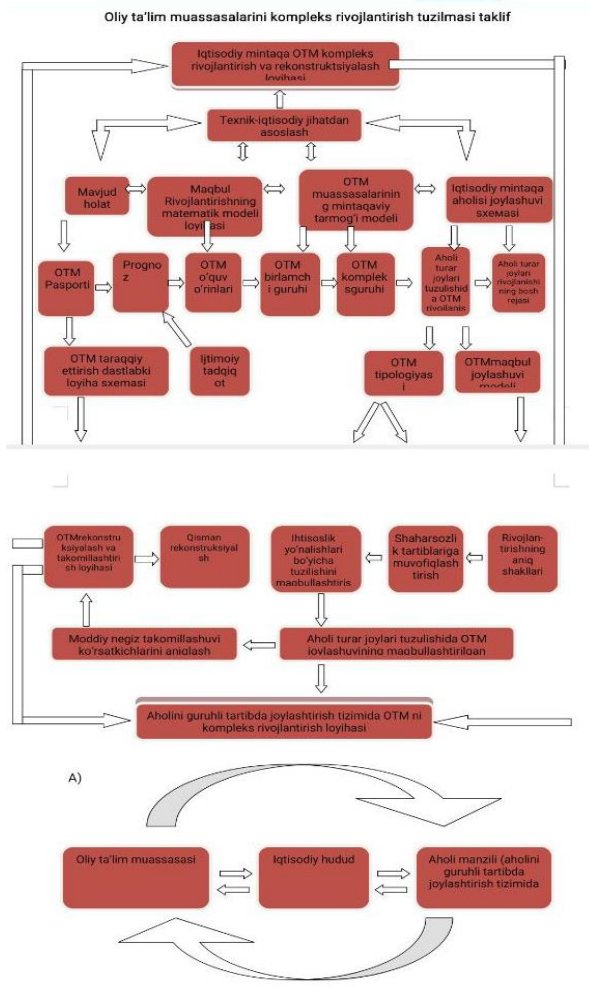 Oliy ta'lim muassasalarini kompleks rivojlantirish tuzilmasi taklif
Iqtisodiy mintaqa OTM kompleks
rivojlantirish va rekonstruktsiyalash
loyihasi
Texnik-iqtisodiy jihatdan
asoslash
Mavjud
holat
Maqbul
Rivojlantirishning
matematik modeli
loyihasi
OTM
muassasalarinin
g mintaqaviy
tarmog'i modeli
Iqtisodiy mintaqa
aholisi joylashuvi
sxemasi
OTM
Pasporti
Progno
z
OTM
o'quv
o'rinlari
OTM
birlamch
i guruhi
OTM
komplek
sguruhi
Aholi
turar
joylari
tuzulishid
a OTM
rivojlanis
Aholi
turar
joylari
rivojlanishi
ning bosh
rejasi
OTM taraqqiy
ettirish dastlabki
loyiha sxemasi
Ijtimoiy
tadqiq
ot
OTM
tipologiyas
i
OTMmaqbul
joylashuvi
modeli
OTMrekonstru
ksiyalash va
takomillashtiri
sh loyihasi
Qisman
rekonstruksiyal
sh
Ihtisoslik
yo'nalishlari
bo'yicha
tuzilishini
maqbullashtiris
Shaharsozli
k tartiblariga
muvofiqlash
tirish
Rivojlan-
tirishning
aniq
shakllari
Moddiy negiz takomillashuvi
ko'rsatkichlarini aniqlash
Aholi turar joylari tuzulishida OTM
joylashuvining maqbullashtirilgan
Aholini guruhli tartibda joylashtirish tizimida OTM ni
kompleks rivojlantirish loyihasi
A)
Oliy ta'lim muassasasi
Iqtisodiy hudud
Aholi manzili (aholini
guruhli tartibda
joylashtirish tizimida